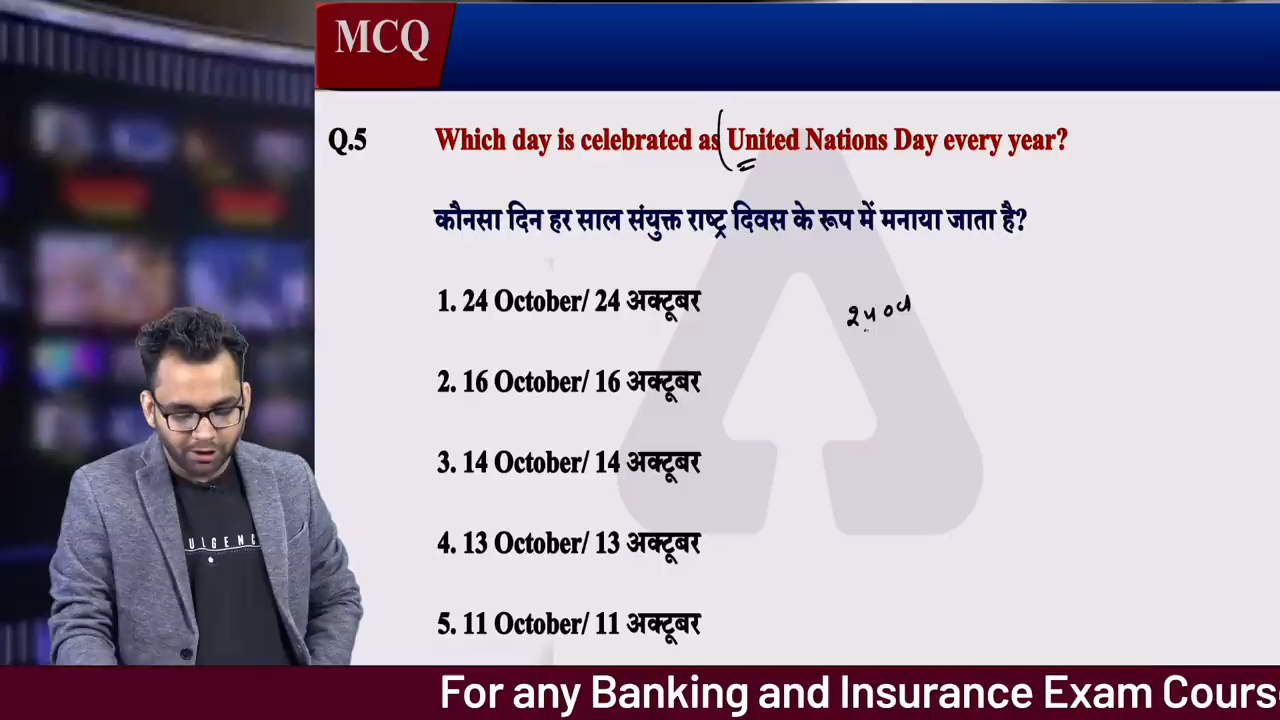 MCQ
Q.5 Which day is celebrated as United Nations Day every year?
कौनसा दिन हर साल संयुक्त राष्ट्र दिवस के रूप में मनाया जाता है?
1. 24 October/ 24 अक्टूबर
2. 16 October/ 16 अक्टूबर
3. 14 October/ 14 अक्टूबर
4. 13 October/ 13 अक्टूबर
5. 11 October/ 11 अक्टूबर
ULGENC
For any Banking and Insurance Exam Cours